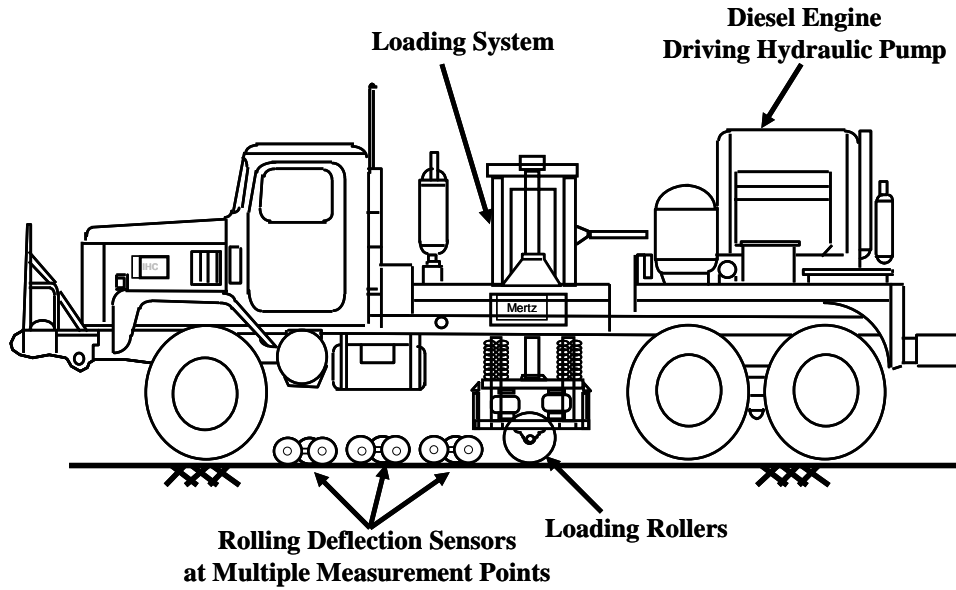 Diesel Engine
Driving Hydraulic Pump
Loading System
IHC
Mertz
Loading Rollers
Rolling Deflection Sensors
at Multiple Measurement Points